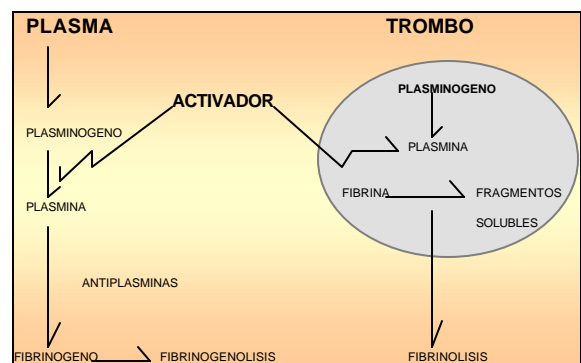 PLASMA
TROMBO
ACTIVADOR
PLASMINOGENO
PLASMINOGENO
PLASMINA
PLASMINA
FIBRINA
FRAGMENTOS
SOLUBLES
ANTIPLASMINAS
FIBRINOGENO
FIBRINOGENOLISIS
FIBRINOLISIS